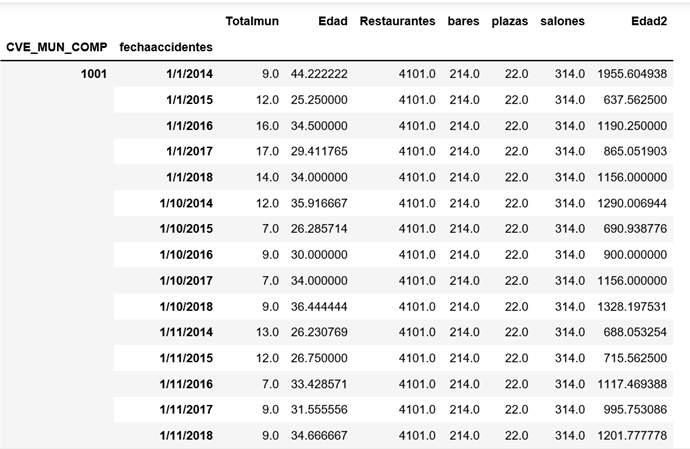 Totalmun Edad Restaurantes bares plazas salones Edad2
CVE_MUN_COMP fechaaccidentes
1001 1/1/2014 9.0 44.222222 4101.0 214.0 22.0 314.0 1955.604938
1/1/2015 12.0 25.250000 4101.0 214.0 22.0 314.0 637.562500
1/1/2016 16.0 34.500000 4101.0 214.0 22.0 314.0 1190.250000
1/1/2017 17.0 29.411765 4101.0 214.0 22.0 314.0 865.051903
1/1/2018 14.0 34.000000 4101.0 214.0 22.0 314.0 1156.000000
1/10/2014 12.0 35.916667 4101.0 214.0 22.0 314.0 1290.006944
1/10/2015 7.0 26.285714 4101.0 214.0 22.0 314.0 690.938776
1/10/2016 9.0 30.000000 4101.0 214.0 22.0 314.0 900.000000
1/10/2017 7.0 34.000000 4101.0 214.0 22.0 314.0 1156.000000
1/10/2018 9.0 36.444444 4101.0 214.0 22.0 314.0 1328.197531
1/11/2014 13.0 26.230769 4101.0 214.0 22.0 314.0 688.053254
1/11/2015 12.0 26.750000 4101.0 214.0 22.0 314.0 715.562500
1/11/2016 7.0 33.428571 4101.0 214.0 22.0 314.0 1117.469388
1/11/2017 9.0 31.555556 4101.0 214.0 22.0 314.0 995.753086
1/11/2018 9.0 34.666667 4101.0 214.0 22.0 314.0 1201.777778